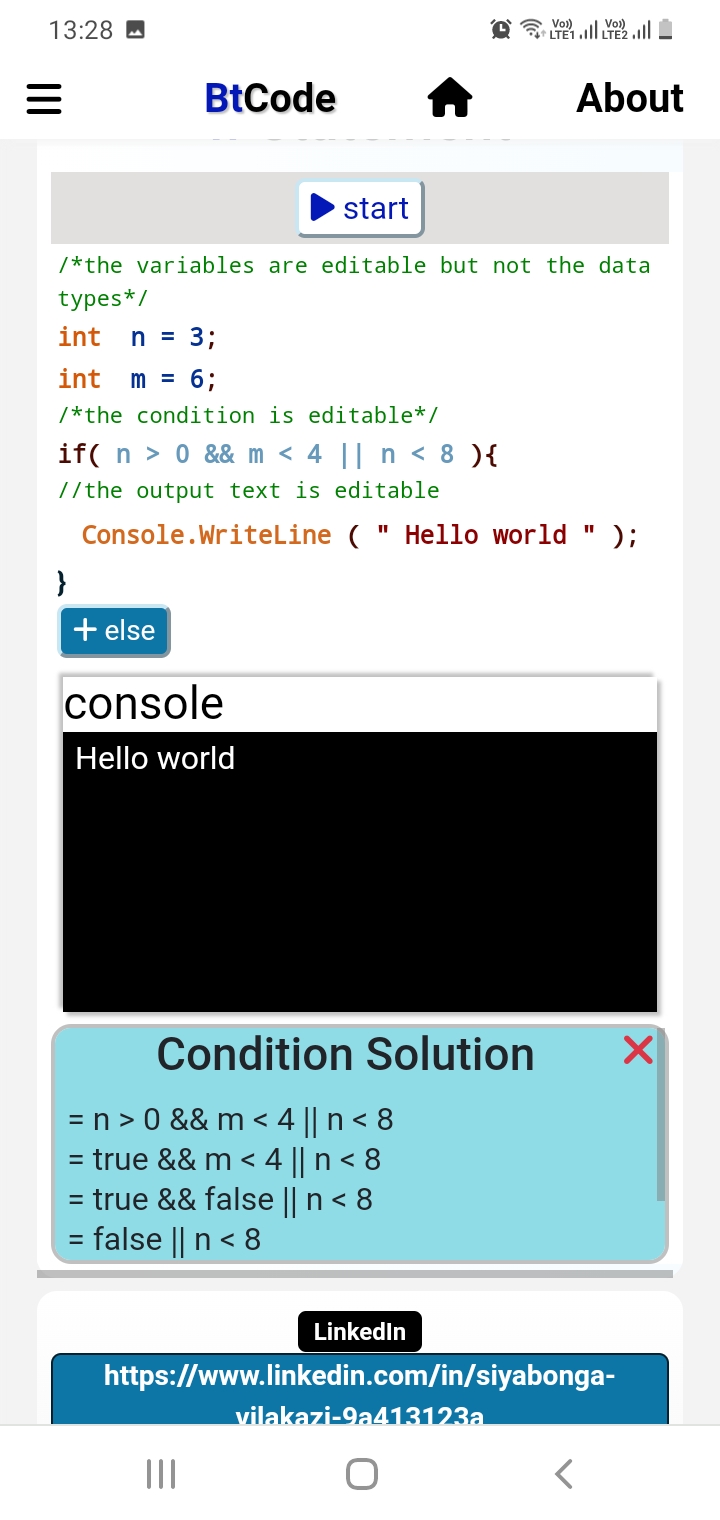 13:28
Vo)) LTE1 Vo)) LTE2
BtCode About
start
/*the variables are editable but not the data
types*/
int n = 3;
int m = 6;
/*the condition is editable*/
if( n > 0 && m < 4 || n < 8 ){
//the output text is editable
Console.WriteLine ( " Hello world " );
}
+ else
console
Hello world
Condition Solution
= n > 0 && m < 4 || n < 8
= true && m < 4 || n < 8
= true && false || n < 8
= false || n < 8
LinkedIn
https://www.linkedin.com/in/siyabonga-
vilakazi-9a413123a